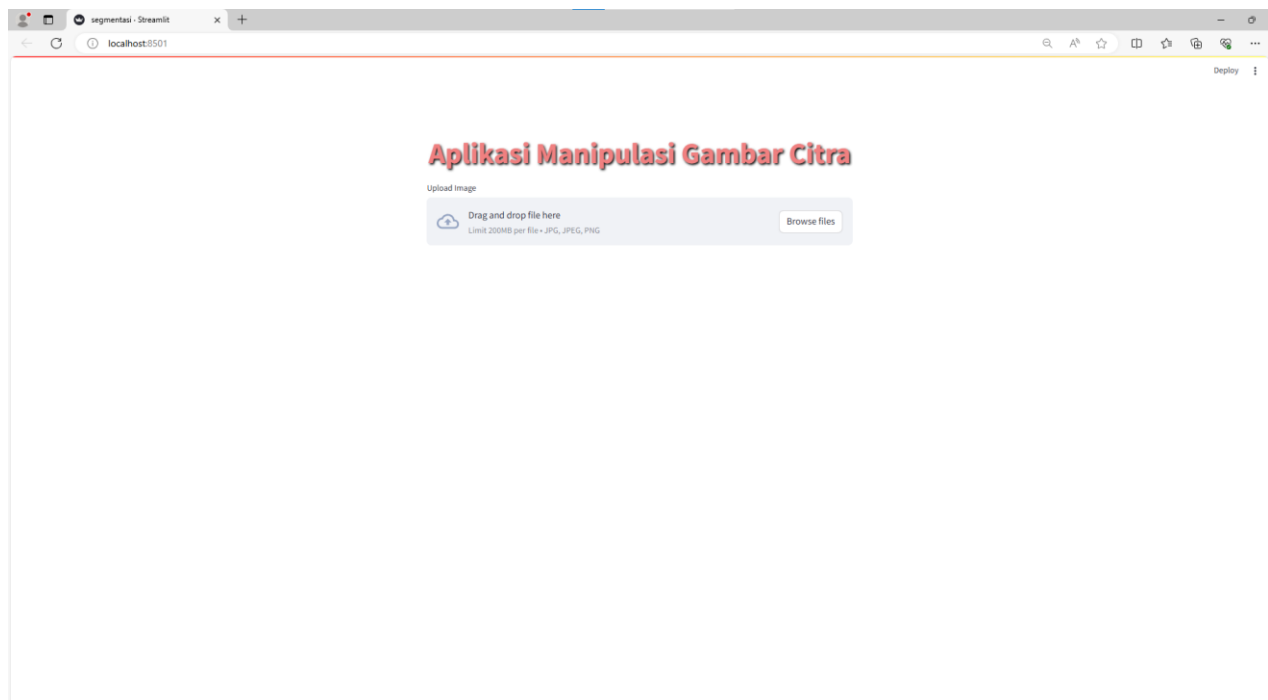 segmentasi · Streamlit
localhost:8501
Deploy
Aplikasi Manipulasi Gambar Citra
Upload Image
Drag and drop file here
Limit 200MB per file • JPG, JPEG, PNG
Browse files